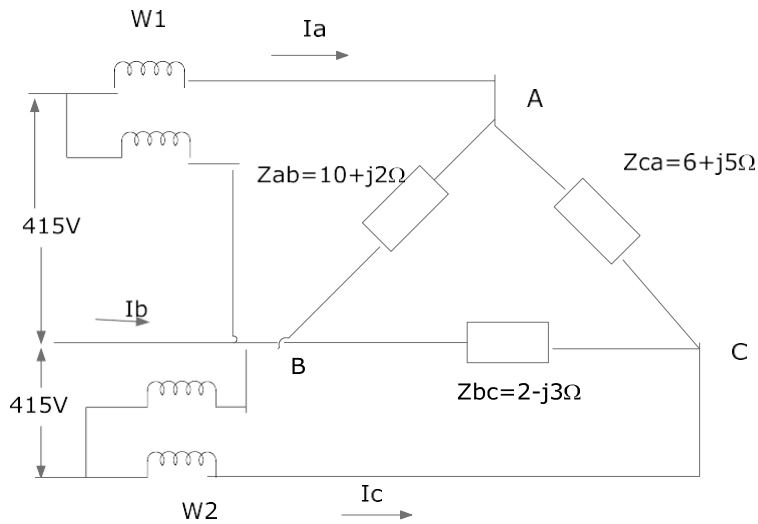 W1
Ia
A
Zab=10+j2Ω
Zca=6+j5Ω
415V
Ib
B
C
415V
Zbc=2-j3Ω
W2
Ic